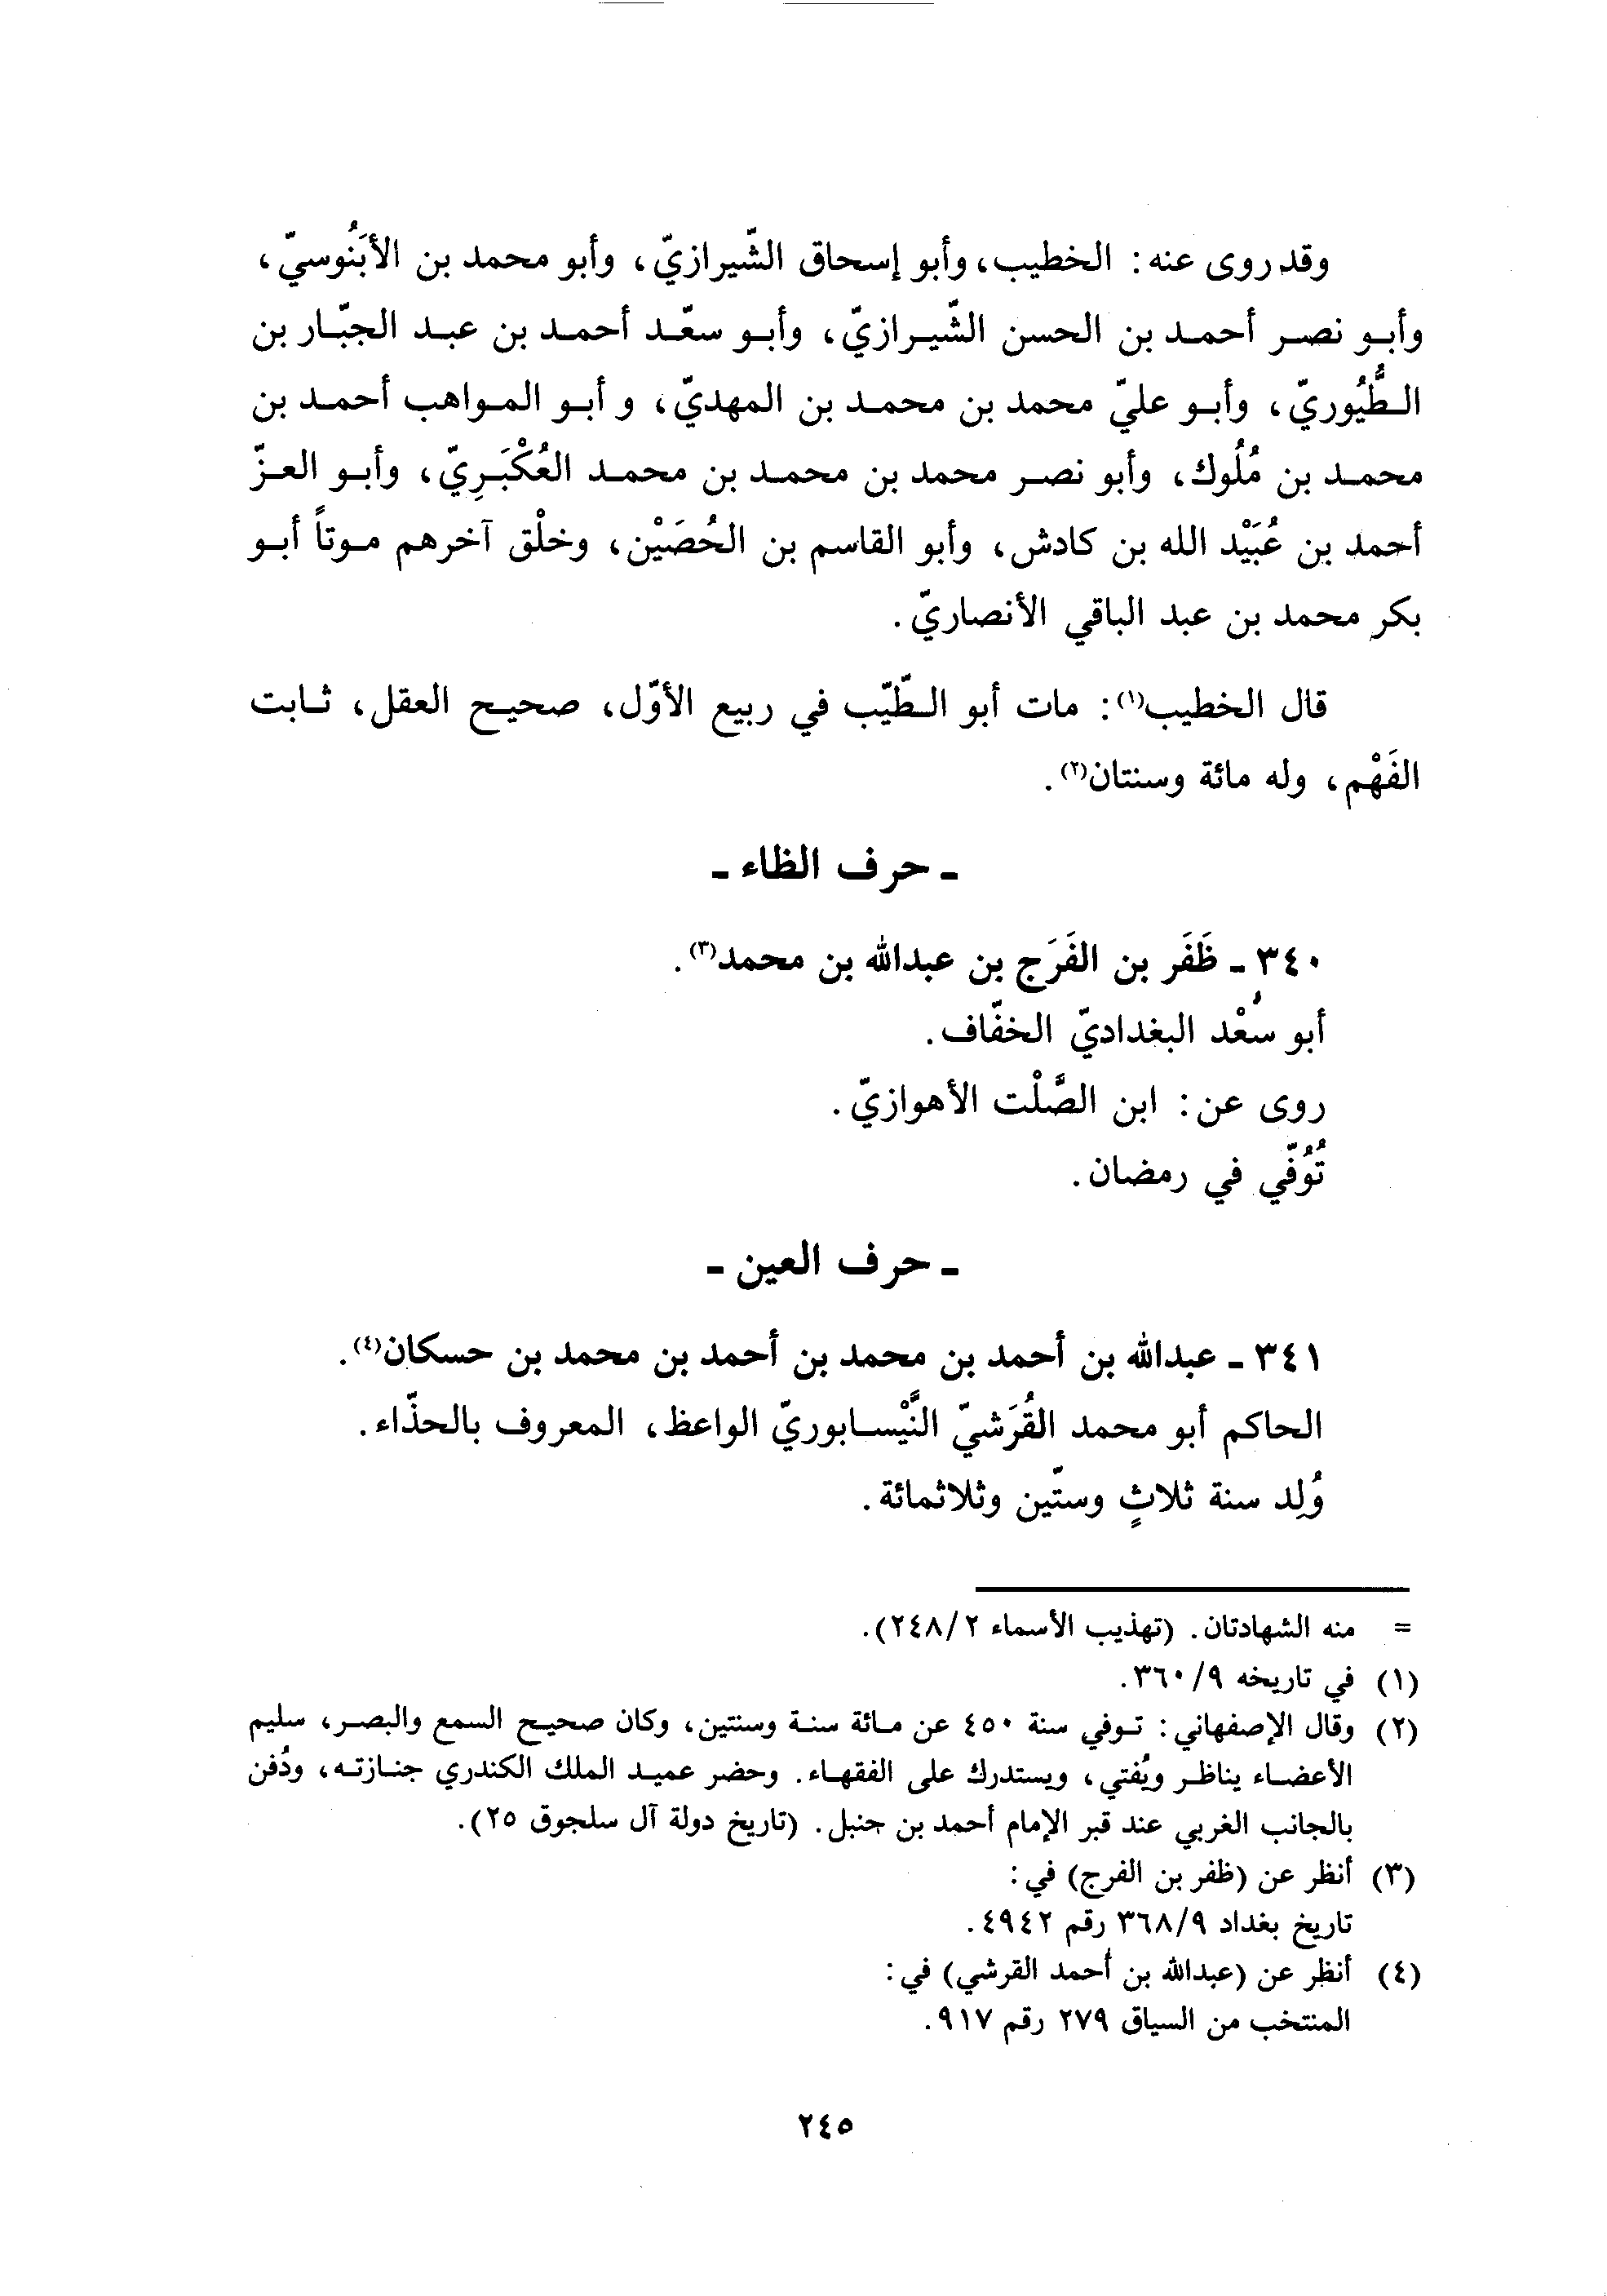 وقد روى عنه: الخطيب، وأبو إسحاق الشّيرازيّ، وأبو محمد بن الأبَنُوسيّ،
وأبو نصر أحمد بن الحسن الشّيرازيّ، وأبو سعّد أحمد بن عبد الجبّار بن
الطُّيُوريّ، وأبو عليّ محمد بن محمد بن المهديّ، و أبو المواهب أحمد بن
محمد بن مُلُوك، وأبو نصر محمد بن محمد بن محمد العُكْبَرِيّ، وأبو العزّ
أحمد بن عُبَيْد الله بن كادش، وأبو القاسم بن الحُصَيْن، وخلْق آخرهم موتاً أبو
بكر محمد بن عبد الباقي الأنصاريّ.
قال الخطيب(١): مات أبو الطّيّب في ربيع الأوّل، صحيح العقل، ثابت
الفَهْم، وله مائة وسنتان(٢).
ـ حرف الظاء ـ
٣٤٠ ـ ظَفَر بن الفَرَج بن عبدالله بن محمد(٣).
أبو سُعْد البغداديّ الخفّاف.
روى عن: ابن الصَّلْت الأهوازيّ.
تُوُفّي في رمضان.
ـ حرف العين ـ
٣٤١ ـ عبدالله بن أحمد بن محمد بن أحمد بن محمد بن حسكان(٤).
الحاكم أبو محمد القُرَشيّ النَّيْسابوريّ الواعظ، المعروف بالحذّاء.
وُلِد سنة ثلاثٍ وستّين وثلاثمائة.
= منه الشهادتان. (تهذيب الأسماء ٢٤٨/٢).
(١) في تاريخه ٣٦٠/٩.
(٢) وقال الإصفهاني: توفي سنة ٤٥٠ عن مائة سنة وسنتين، وكان صحيح السمع والبصر، سليم
الأعضاء يناظر ويُفتي، ويستدرك على الفقهاء. وحضر عميد الملك الكندري جنازته، ودُفن
بالجانب الغربي عند قبر الإمام أحمد بن حنبل. (تاريخ دولة آل سلجوق ٢٥).
(٣) أنظر عن (ظفر بن الفرج) في:
تاريخ بغداد ٣٦٨/٩ رقم ٤٩٤٢.
(٤) أنظر عن (عبدالله بن أحمد القرشي) في:
المنتخب من السياق ٢٧٩ رقم ٩١٧.
٢٤٥